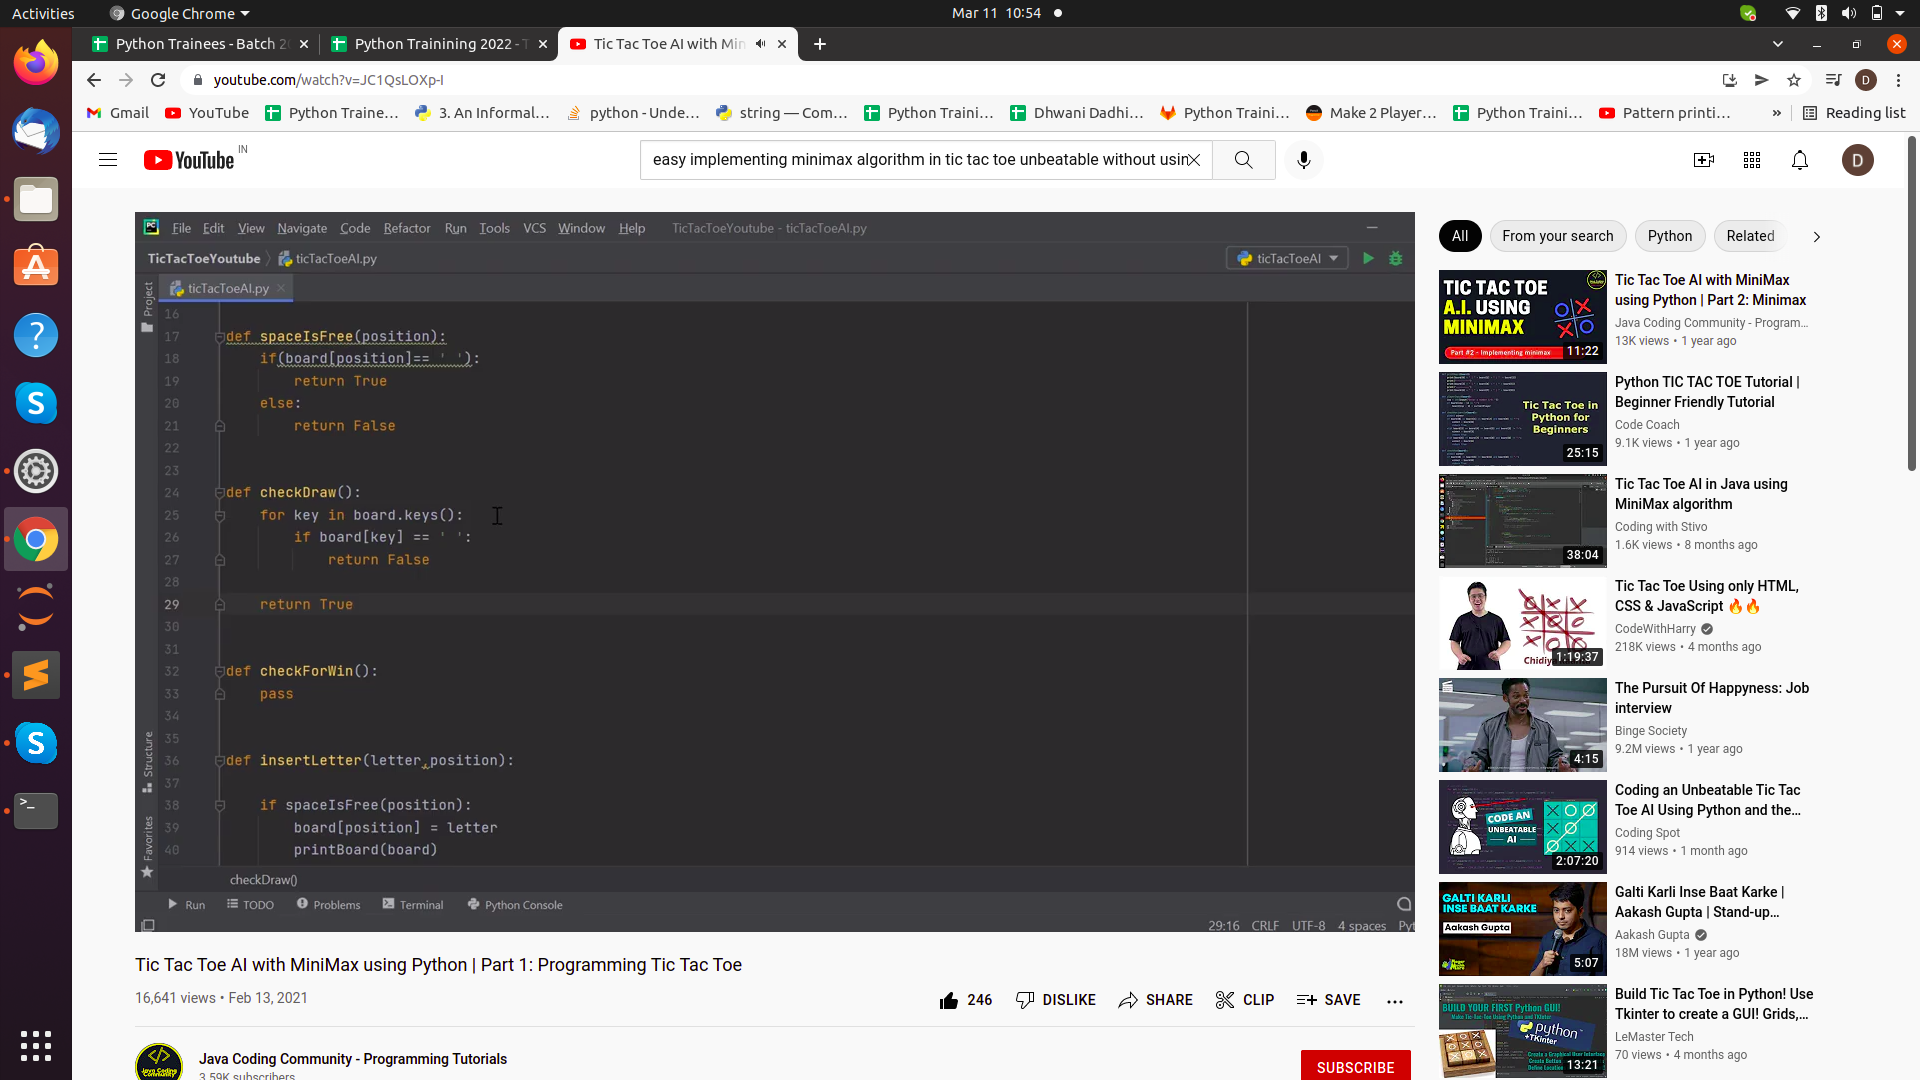 Activities Google Chrome Mar 11 10:54
Python Trainees - Batch 2 Python Trainining 2022 - T Tic Tac Toe AI with Min
youtube.com/watch?v=JC1QsLOXp-I D
Gmail YouTube Python Traine… 3. An Informal… python - Unde… string — Com… Python Traini… Dhwani Dadhi… Python Traini… Make 2 Player… Python Traini… Pattern printi… » Reading list
YouTube IN easy implementing minimax algorithm in tic tac toe unbeatable without usin D
PC File Edit View Navigate Code Refactor Run Tools VCS Window Help TicTacToeYoutube - ticTacToeAI.py
TicTacToeYoutube ticTacToeAI.py ticTacToeAI
ticTacToeAI.py
Project
Structure
Favorites
16
17 def spaceIsFree(position):
18 if(board[position]== ' '):
19 return True
20 else:
21 return False
22
23
24 def checkDraw():
25 for key in board.keys():
26 if board[key] == ' ':
27 return False
28
29 return True
30
31
32 def checkForWin():
33 pass
34
35
36 def insertLetter(letter,position):
37
38 if spaceIsFree(position):
39 board[position] = letter
40 printBoard(board)
checkDraw()
Run TODO Problems Terminal Python Console
29:16 CRLF UTF-8 4 spaces Pyt
Tic Tac Toe AI with MiniMax using Python | Part 1: Programming Tic Tac Toe
16,641 views • Feb 13, 2021
246 DISLIKE SHARE CLIP SAVE
Java Coding Community - Programming Tutorials
3.59K subscribers
SUBSCRIBE
All From your search Python Related
TIC TAC TOE
A.I. USING
MINIMAX
Part #2 - Implementing minimax
11:22
Tic Tac Toe AI with MiniMax
using Python | Part 2: Minimax
Java Coding Community - Program…
13K views • 1 year ago
Tic Tac Toe in
Python for
Beginners
25:15
Python TIC TAC TOE Tutorial |
Beginner Friendly Tutorial
Code Coach
9.1K views • 1 year ago
38:04
Tic Tac Toe AI in Java using
MiniMax algorithm
Coding with Stivo
1.6K views • 8 months ago
Chidiy
1:19:37
Tic Tac Toe Using only HTML,
CSS & JavaScript 🔥🔥
CodeWithHarry
218K views • 4 months ago
4:15
The Pursuit Of Happyness: Job
interview
Binge Society
9.2M views • 1 year ago
CODE AN
UNBEATABLE
AI
2:07:20
Coding an Unbeatable Tic Tac
Toe AI Using Python and the…
Coding Spot
914 views • 1 month ago
GALTI KARLI
INSE BAAT KARKE
Aakash Gupta
5:07
Galti Karli Inse Baat Karke |
Aakash Gupta | Stand-up…
Aakash Gupta
18M views • 1 year ago
BUILD YOUR FIRST Python GUI!
python
+TKinter
13:21
Build Tic Tac Toe in Python! Use
Tkinter to create a GUI! Grids,…
LeMaster Tech
70 views • 4 months ago